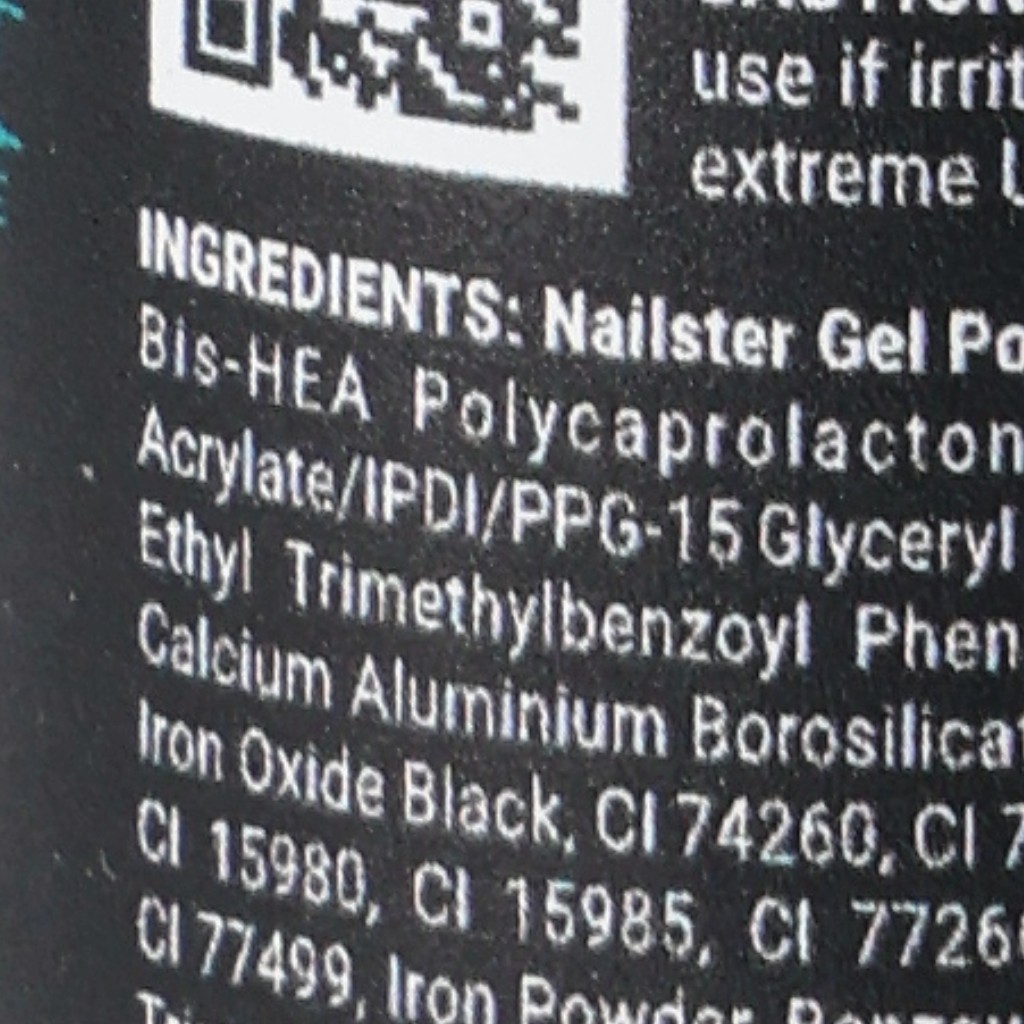 use if irrit
extreme
INGREDIENTS: Nailster Gel Po
Bis-HEA Polycaprolacton
Acrylate/IPDI/PPG-15 Glyceryl
Ethyl Trimethylbenzoyl Phen
Calcium Aluminium Borosilicat
Iron Oxide Black, CI 74260, CI 7
CI 15980, CI 15985, CI 7726
CI 77499, Iron Powder,